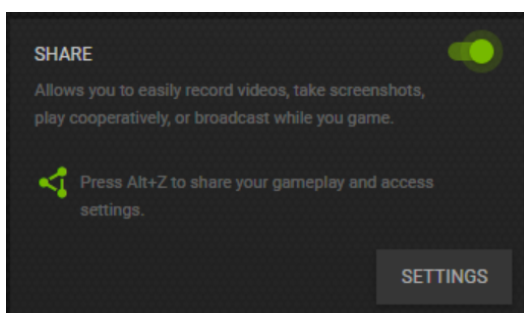 SHARE
Allows you to easily record videos, take screenshots,
play cooperatively, or broadcast while you game.
Press Alt+Z to share your gameplay and access
settings.
SETTINGS